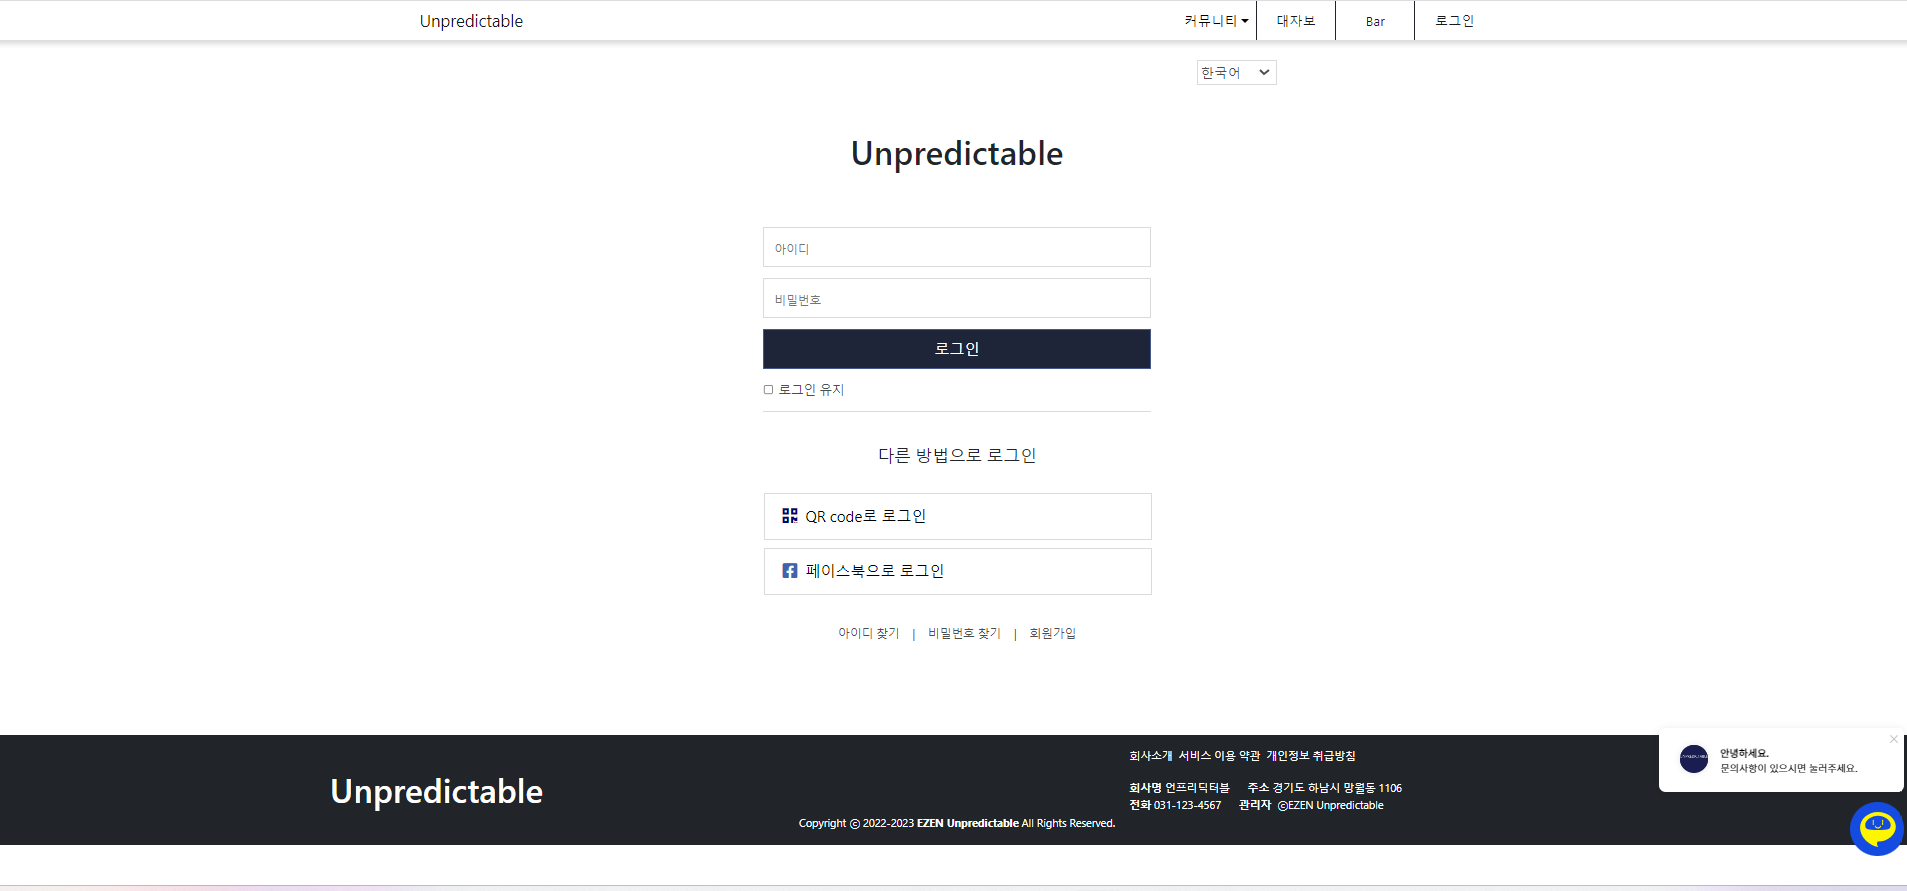 Unpredictable 커뮤니티 대자보 Bar 로그인
한국어
Unpredictable
아이디
비밀번호
로그인
로그인 유지
다른 방법으로 로그인
QR code로 로그인
페이스북으로 로그인
아이디 찾기 | 비밀번호 찾기 | 회원가입
Unpredictable
회사소개 서비스 이용 약관 개인정보 취급방침
회사명 언프리딕터블 주소 경기도 하남시 망월동 1106
전화 031-123-4567 관리자 ©EZEN Unpredictable
Copyright ⓒ 2022-2023 EZEN Unpredictable All Rights Reserved.
안녕하세요.
문의사항이 있으시면 눌러주세요.